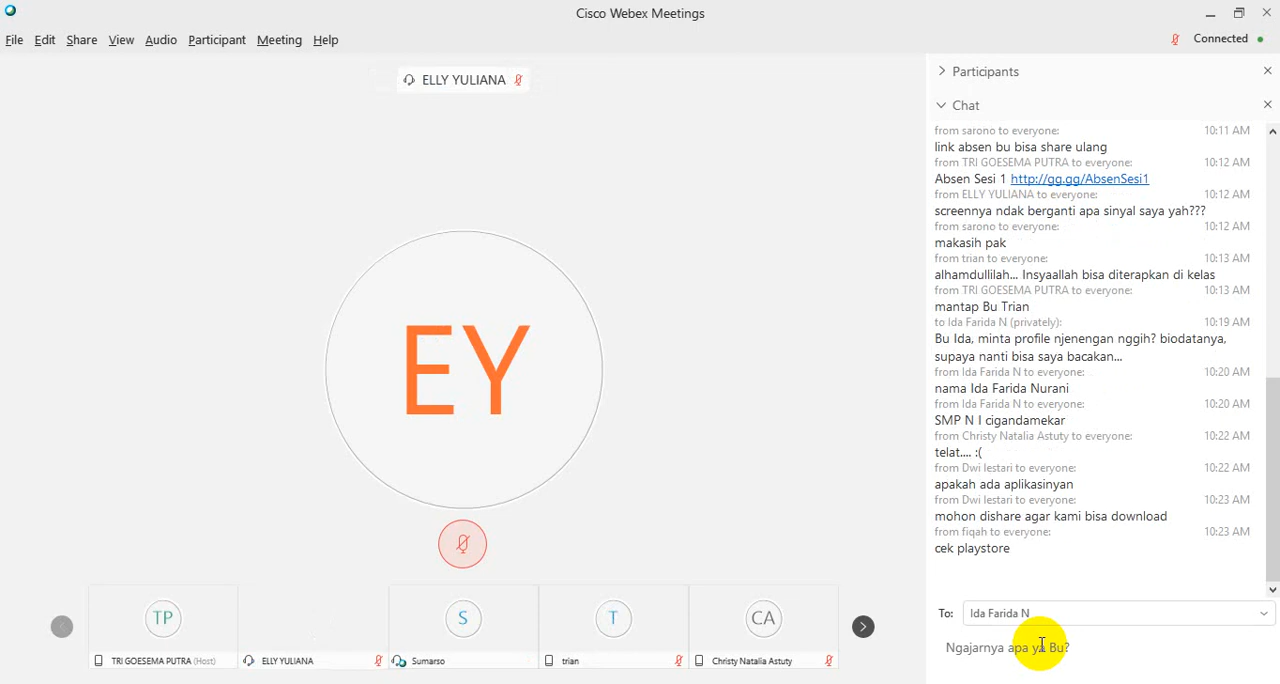 Cisco Webex Meetings
File Edit Share View Audio Participant Meeting Help
Connected
ELLY YULIANA
EY
TP
TRI GOESEMA PUTRA (Host)
ELLY YULIANA
S
Sumarso
T
trian
CA
Christy Natalia Astuty
Participants
Chat
from sarono to everyone: 10:11 AM
link absen bu bisa share ulang
from TRI GOESEMA PUTRA to everyone: 10:12 AM
Absen Sesi 1 http://gg.gg/AbsenSesi1
from ELLY YULIANA to everyone: 10:12 AM
screennya ndak berganti apa sinyal saya yah???
from sarono to everyone: 10:12 AM
makasih pak
from trian to everyone: 10:13 AM
alhamdullilah... Insyaallah bisa diterapkan di kelas
from TRI GOESEMA PUTRA to everyone: 10:13 AM
mantap Bu Trian
to Ida Farida N (privately): 10:19 AM
Bu Ida, minta profile njenengan nggih? biodatanya,
supaya nanti bisa saya bacakan...
from Ida Farida N to everyone: 10:20 AM
nama Ida Farida Nurani
from Ida Farida N to everyone: 10:20 AM
SMP N I cigandamekar
from Christy Natalia Astuty to everyone: 10:22 AM
telat.... :(
from Dwi lestari to everyone: 10:22 AM
apakah ada aplikasinyan
from Dwi lestari to everyone: 10:23 AM
mohon dishare agar kami bisa download
from fiqah to everyone: 10:23 AM
cek playstore
To: Ida Farida N
Ngajarnya apa ya Bu?